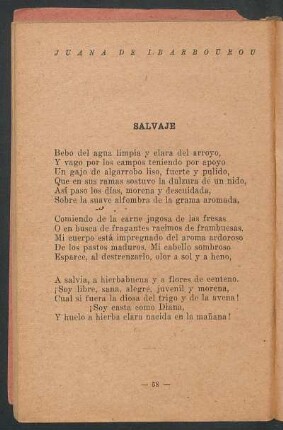 JUANA DE IBARBOUROU
SALVAJE
Bebo del agua limpia y clara del arroyo,
Y vago por los campos teniendo por apoyo
Un gajo de algarrobo liso, fuerte y pulido,
Que en sus ramas sostuvo la dulzura de un nido,
Así paso los días, morena y descuidada,
Sobre la suave alfombra de la grama aromada,
Comiendo de la carne jugosa de las fresas
O en busca de fragantes racimos de frambuesas,
Mi cuerpo está impregnado del aroma ardoroso
De los pastos maduros. Mi cabello sombroso
Esparce, al destrenzarlo, olor a sol y a heno,
A salvia, a hierbabuena y a flores de centeno.
¡Soy libre, sana, alegre, juvenil y morena,
Cual si fuera la diosa del trigo y de la avena!
¡Soy casta como Diana,
Y huelo a hierba clara nacida en la mañana!
— 68 —